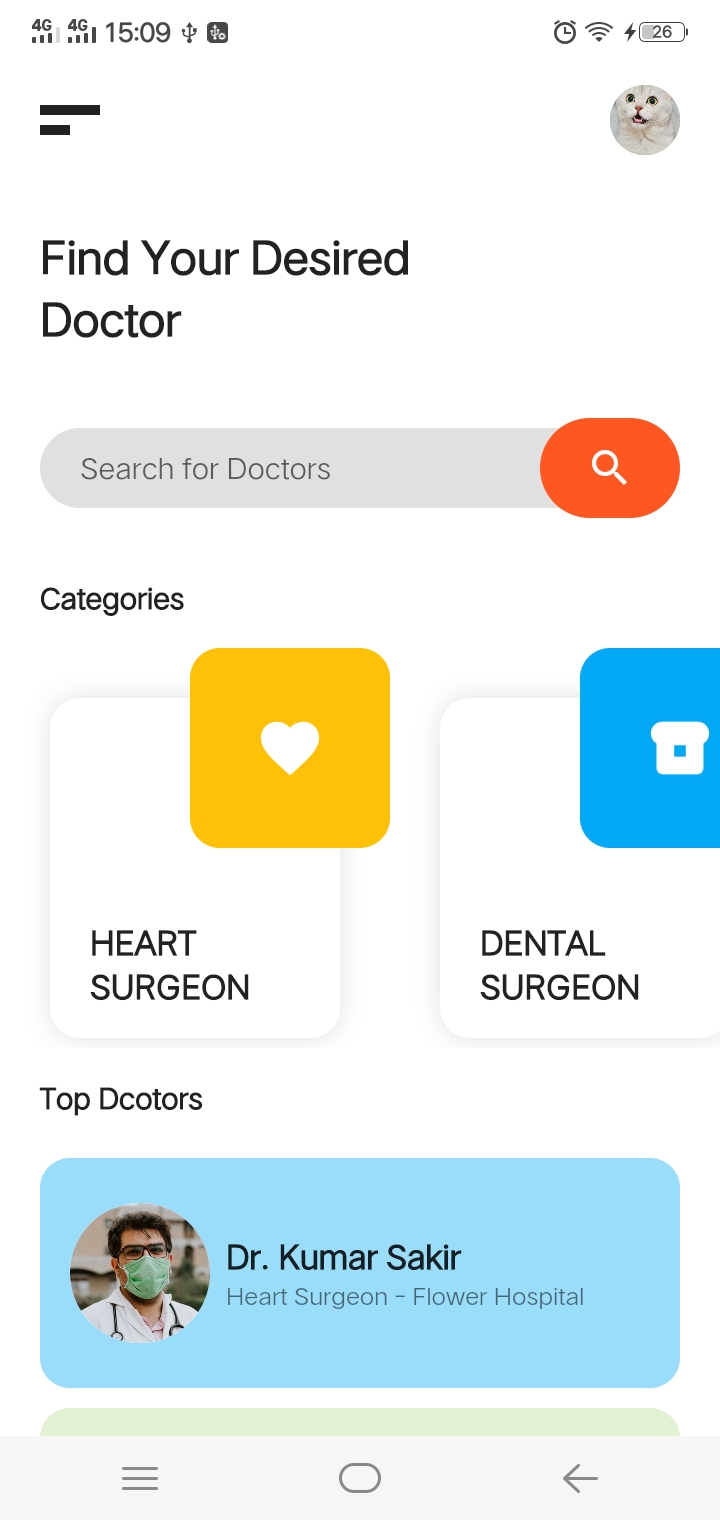 4G 4G 15:09 26
Find Your Desired
Doctor
Search for Doctors
Categories
HEART
SURGEON
DENTAL
SURGEON
Top Dcotors
Dr. Kumar Sakir
Heart Surgeon - Flower Hospital